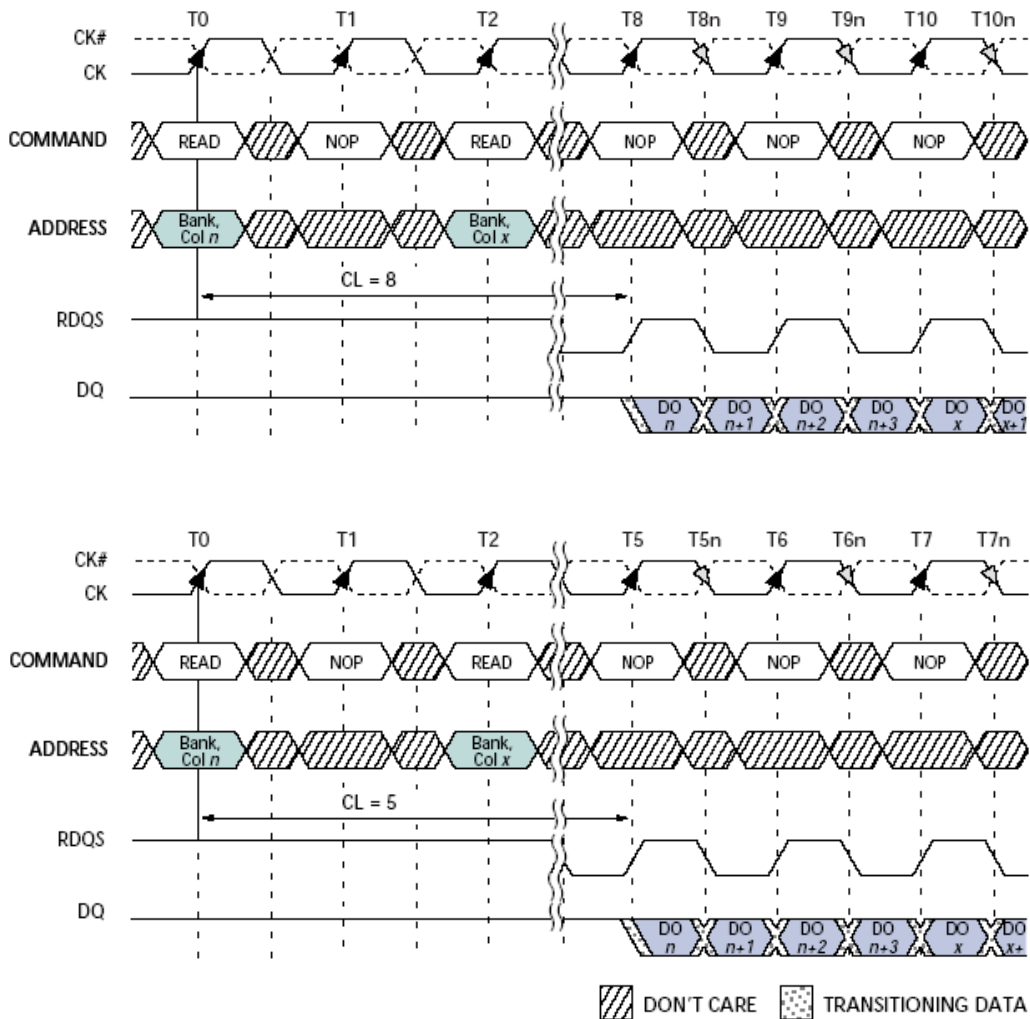 T0 T1 T2 T8 T8n T9 T9n T10 T10n
CK#
CK
COMMAND READ NOP READ NOP NOP NOP
ADDRESS Bank, Col n Bank, Col x
CL = 8
RDQS
DQ
DO n DO n+1 DO n+2 DO n+3 DO x DO x+1
T0 T1 T2 T5 T5n T6 T6n T7 T7n
CK#
CK
COMMAND READ NOP READ NOP NOP NOP
ADDRESS Bank, Col n Bank, Col x
CL = 5
RDQS
DQ
DO n DO n+1 DO n+2 DO n+3 DO x DO x+
DON'T CARE TRANSITIONING DATA